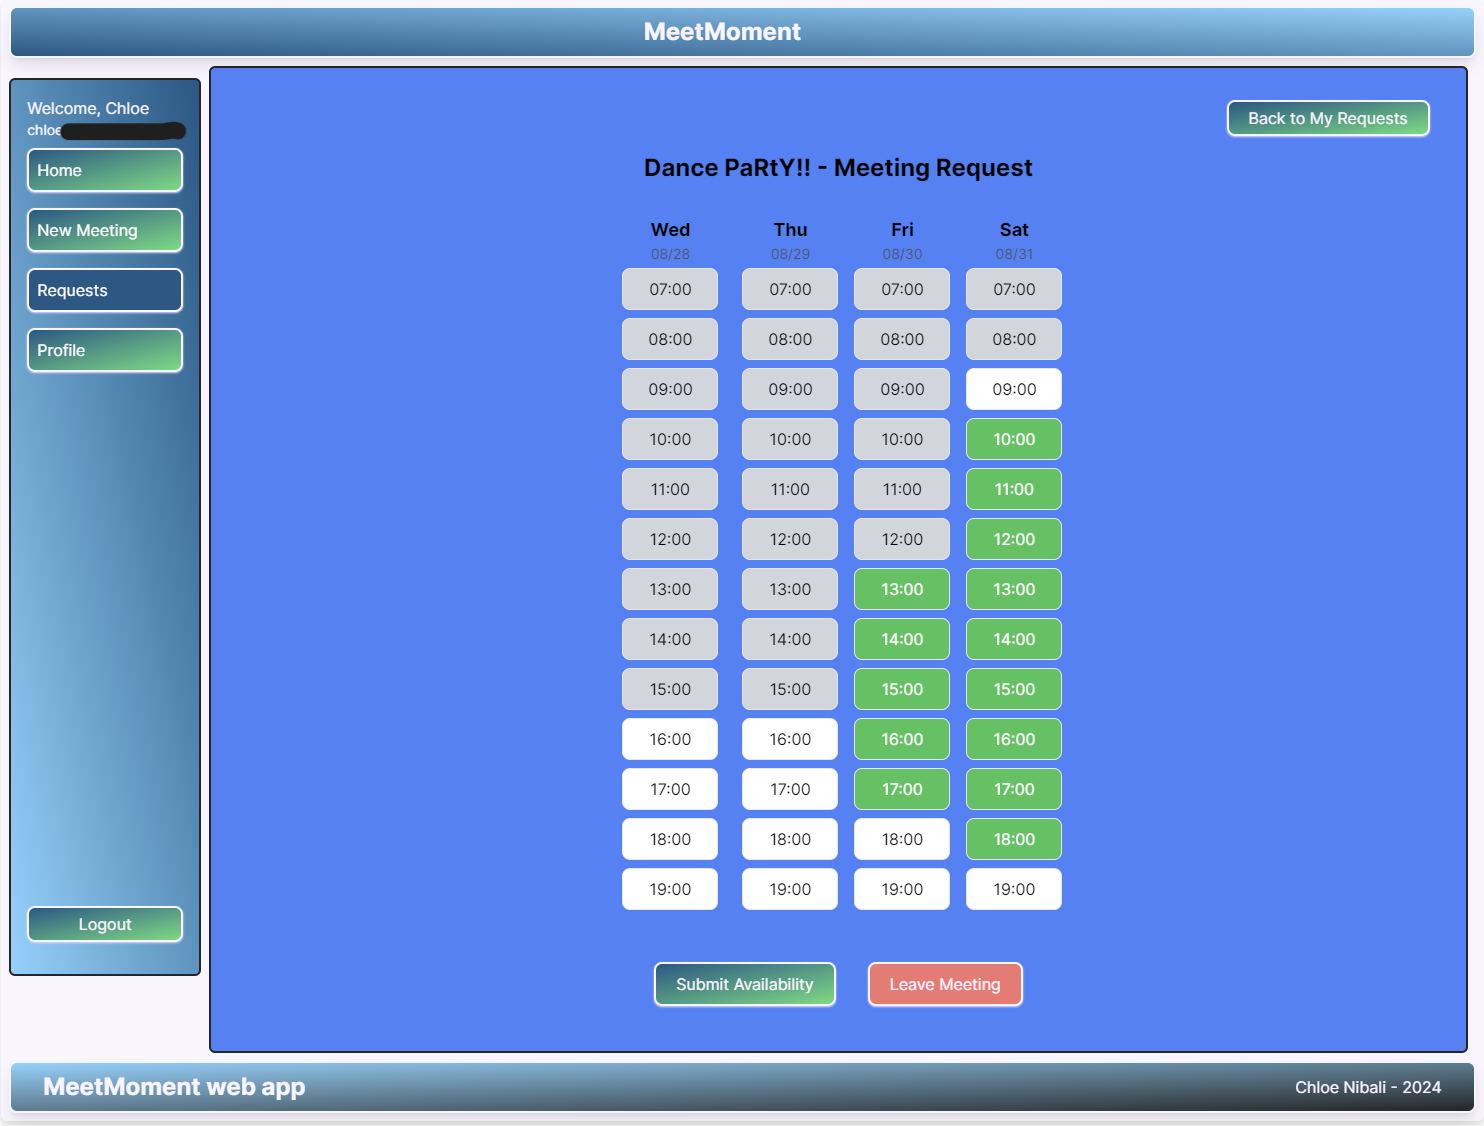 MeetMoment
Welcome, Chloe
chloe
Home
New Meeting
Requests
Profile
Logout
Back to My Requests
Dance PaRtY!! - Meeting Request
Wed Thu Fri Sat
08/28 08/29 08/30 08/31
07:00 07:00 07:00 07:00
08:00 08:00 08:00 08:00
09:00 09:00 09:00 09:00
10:00 10:00 10:00 10:00
11:00 11:00 11:00 11:00
12:00 12:00 12:00 12:00
13:00 13:00 13:00 13:00
14:00 14:00 14:00 14:00
15:00 15:00 15:00 15:00
16:00 16:00 16:00 16:00
17:00 17:00 17:00 17:00
18:00 18:00 18:00 18:00
19:00 19:00 19:00 19:00
Submit Availability Leave Meeting
MeetMoment web app
Chloe Nibali - 2024